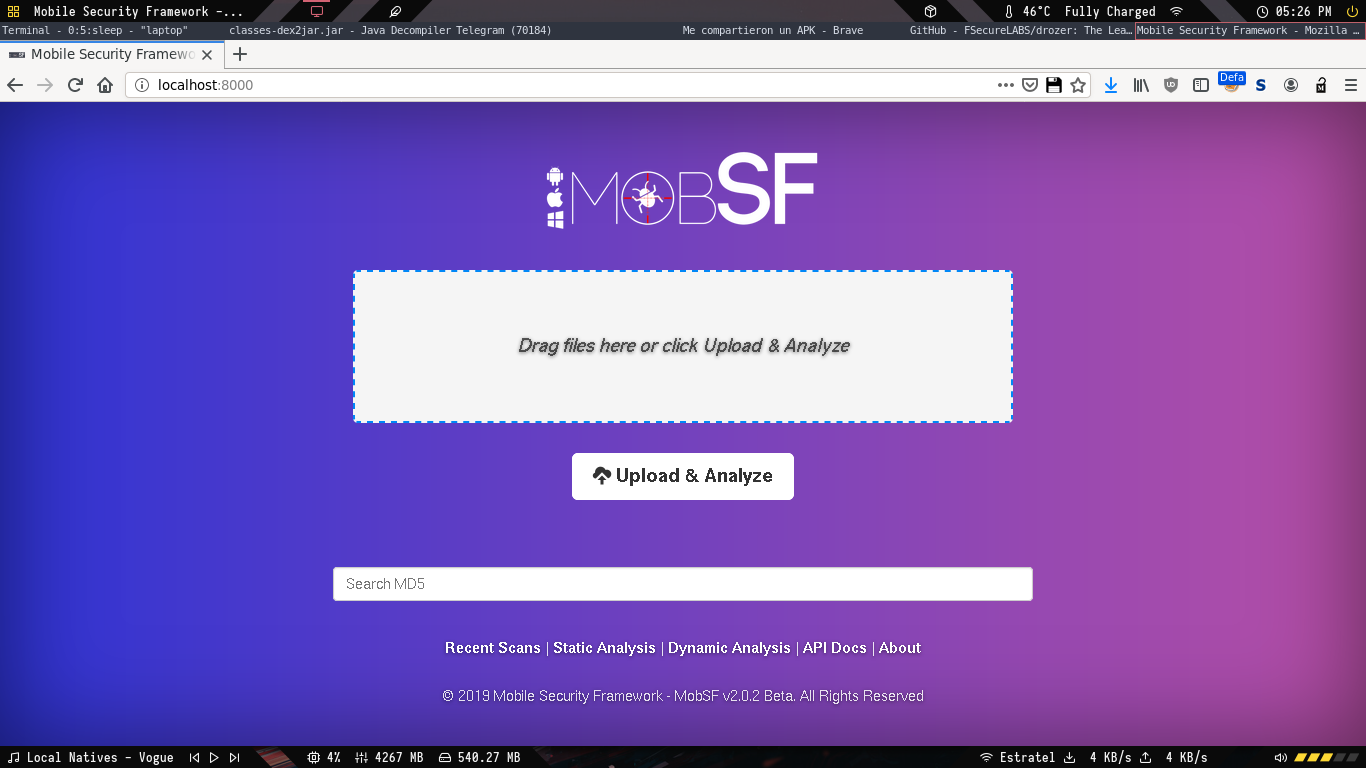 Mobile Security Framework -... 46°C Fully Charged 05:26 PM
Terminal - 0:5:sleep - "laptop" classes-dex2jar.jar - Java Decompiler Telegram (70184) Me compartieron un APK - Brave GitHub - FSecureLABS/drozer: The Lea… Mobile Security Framework - Mozilla …
Mobile Security Framewo
localhost:8000 Defa
MOBSF
Drag files here or click Upload & Analyze
Upload & Analyze
Search MD5
Recent Scans | Static Analysis | Dynamic Analysis | API Docs | About
© 2019 Mobile Security Framework - MobSF v2.0.2 Beta. All Rights Reserved
Local Natives - Vogue 4% 4267 MB 540.27 MB Estratel 4 KB/s 4 KB/s